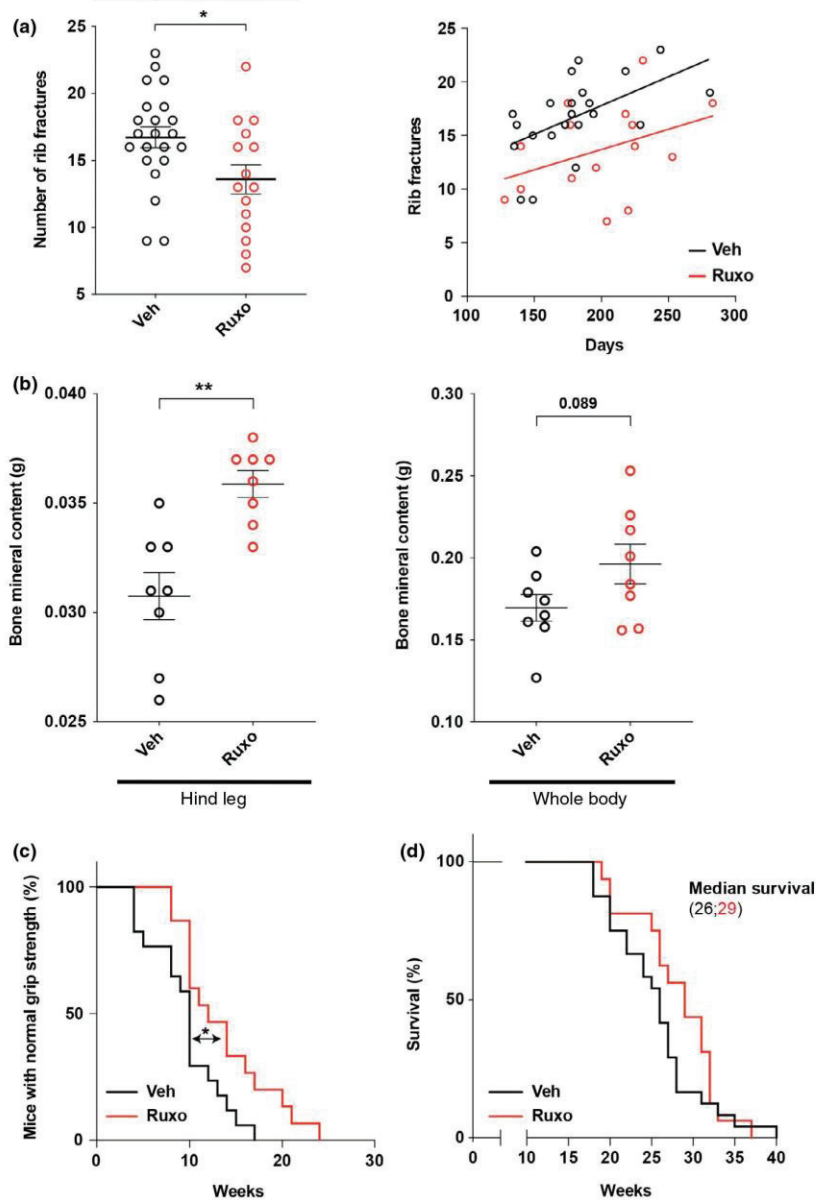 (a)
*
Number of rib fractures
25
20
15
10
5
Veh
Ruxo
Rib fractures
25
20
15
10
5
0
Veh
Ruxo
100
150
200
250
300
Days
(b)
**
Bone mineral content (g)
0.040
0.035
0.030
0.025
Veh
Ruxo
Hind leg
0.089
Bone mineral content (g)
0.30
0.25
0.20
0.15
0.10
Veh
Ruxo
Whole body
(c)
Mice with normal grip strength (%)
100
50
0
*
Veh
Ruxo
0
10
20
30
Weeks
(d)
Survival (%)
100
50
0
Median survival
(26;29)
Veh
Ruxo
0
10
15
20
25
30
35
40
Weeks